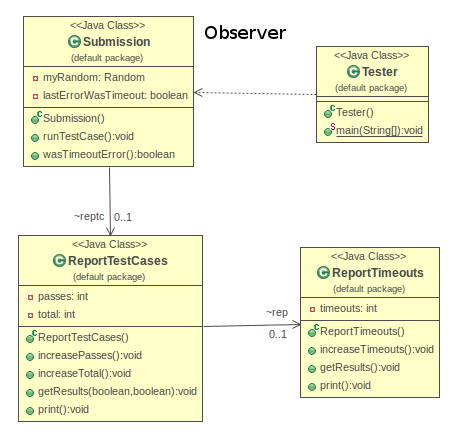 Observer
<<Java Class>>
Submission
(default package)
myRandom: Random
lastErrorWasTimeout: boolean
Submission()
runTestCase():void
wasTimeoutError():boolean
<<Java Class>>
Tester
(default package)
Tester()
main(String[]):void
~reptc
0..1
<<Java Class>>
ReportTestCases
(default package)
passes: int
total: int
ReportTestCases()
increasePasses():void
increaseTotal():void
getResults(boolean,boolean):void
print():void
~rep
0..1
<<Java Class>>
ReportTimeouts
(default package)
timeouts: int
ReportTimeouts()
increaseTimeouts():void
getResults():void
print():void